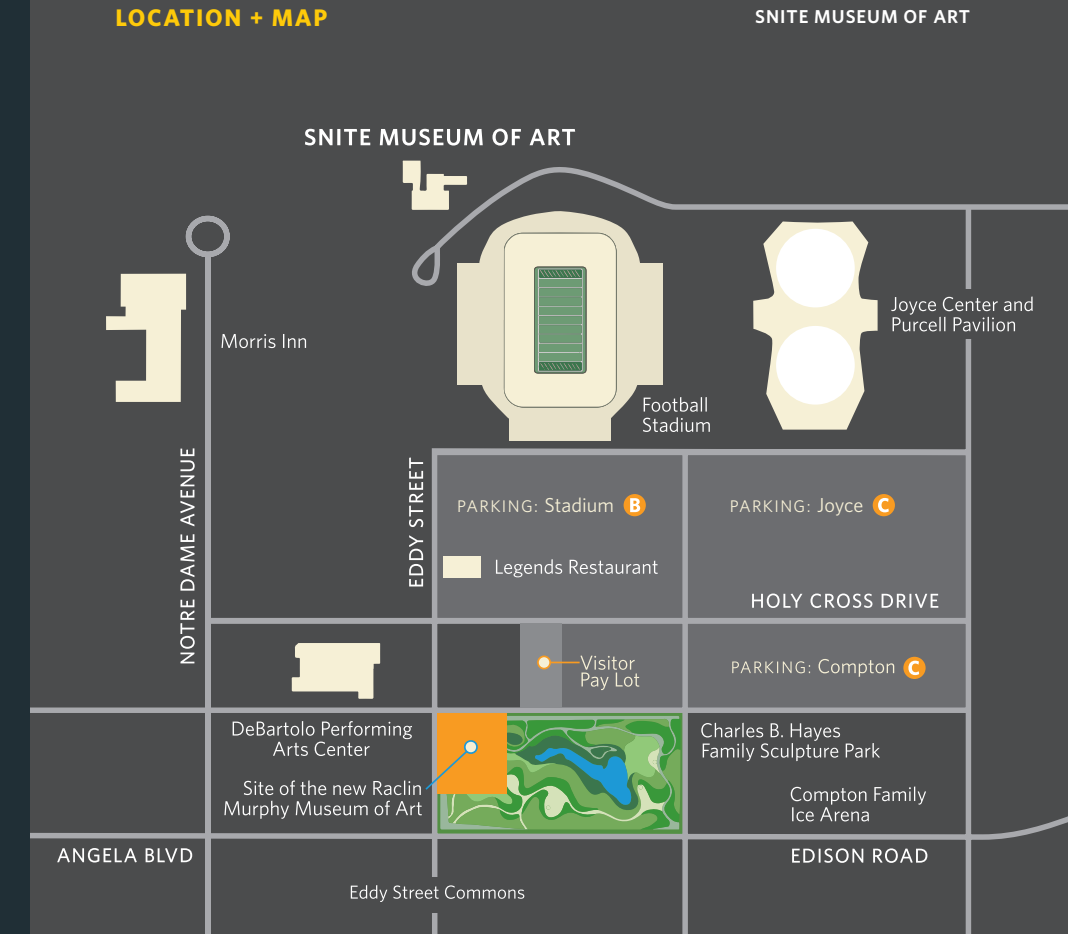 LOCATION + MAP
SNITE MUSEUM OF ART
SNITE MUSEUM OF ART
Joyce Center and
Purcell Pavilion
Morris Inn
Football
Stadium
NOTRE DAME AVENUE
EDDY STREET
PARKING: Stadium B
PARKING: Joyce C
Legends Restaurant
HOLY CROSS DRIVE
Visitor
Pay Lot
PARKING: Compton C
DeBartolo Performing
Arts Center
Charles B. Hayes
Family Sculpture Park
Site of the new Raclin
Murphy Museum of Art
Compton Family
Ice Arena
ANGELA BLVD
EDISON ROAD
Eddy Street Commons